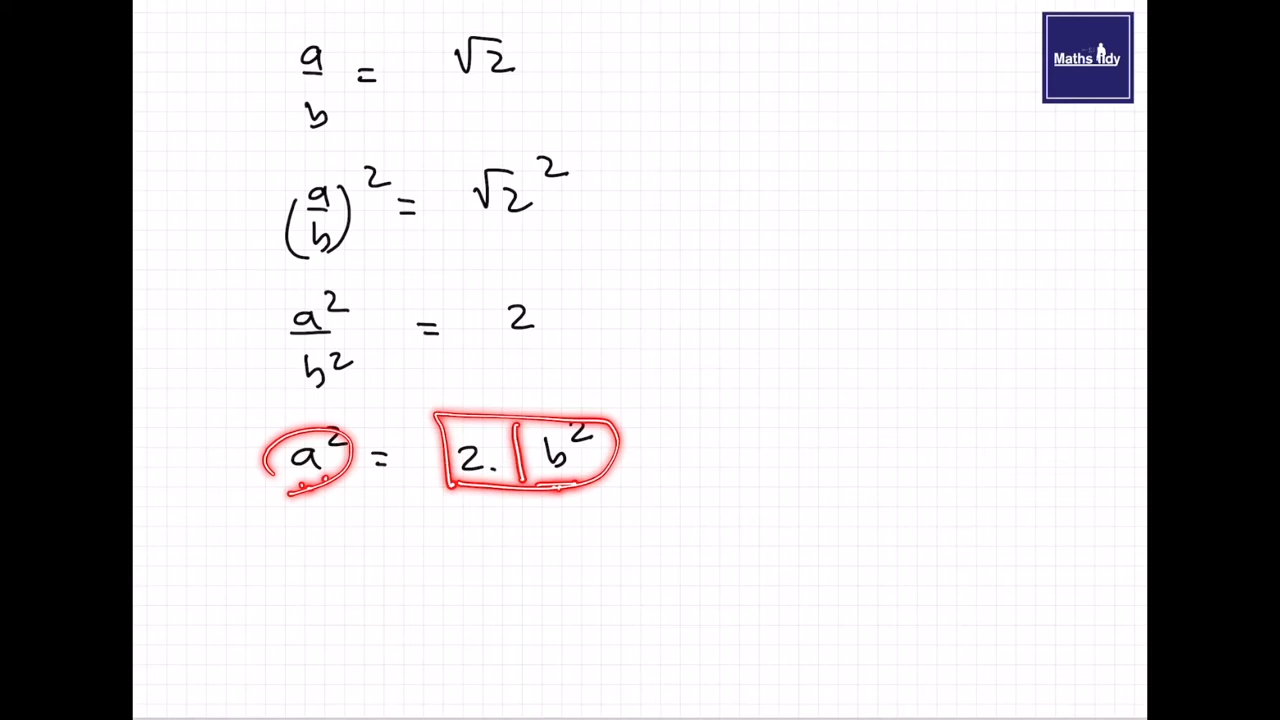 a/b = √2
Maths Tidy
(a/b)² = √2²
a²/b² = 2
a² = 2. b²